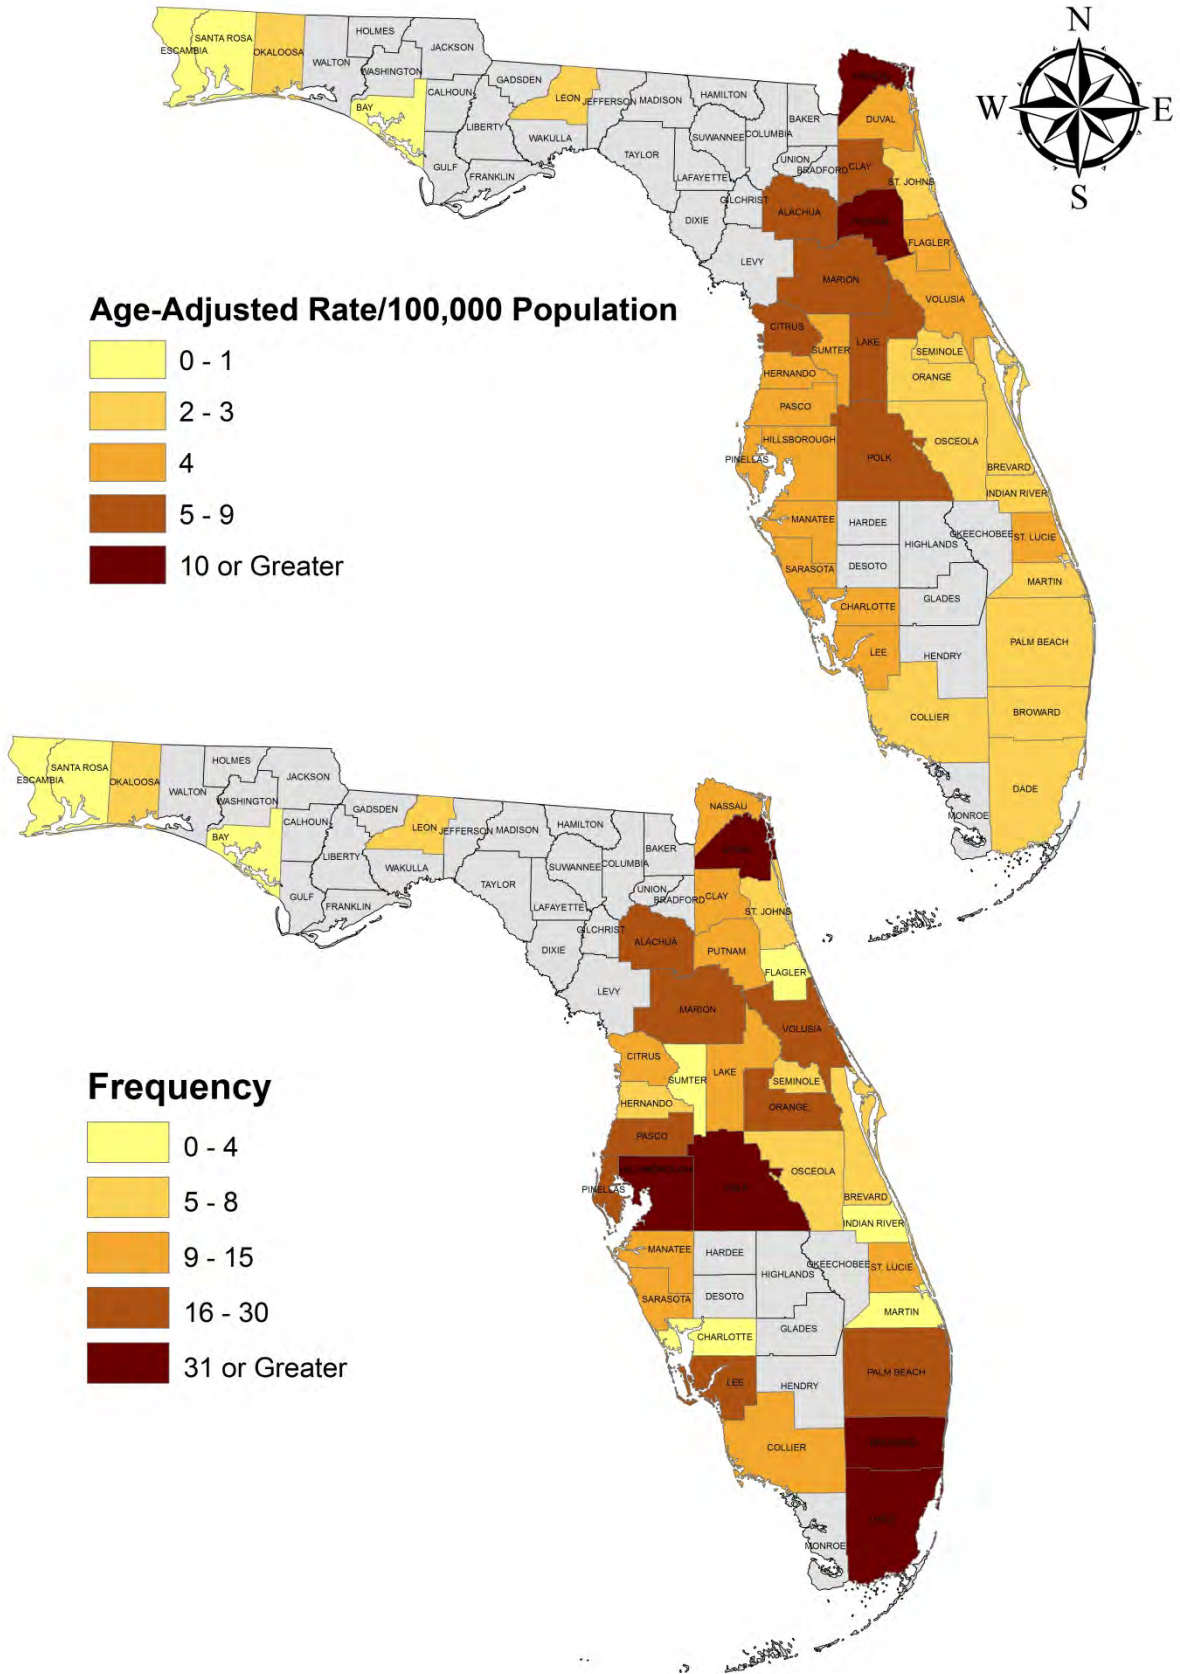 N
W
E
S
HOLMES
JACKSON
SANTA ROSA
ESCAMBIA
OKALOOSA
WALTON
WASHINGTON
GADSDEN
CALHOUN
LEON
JEFFERSON
MADISON
HAMILTON
BAY
LIBERTY
WAKULLA
TAYLOR
SUWANNEE
COLUMBIA
BAKER
DUVAL
GULF
FRANKLIN
LAFAYETTE
UNION
BRADFORD
CLAY
ST. JOHNS
DIXIE
GILCHRIST
ALACHUA
FLAGLER
LEVY
MARION
VOLUSIA
Age-Adjusted Rate/100,000 Population
0 - 1
2 - 3
4
5 - 9
10 or Greater
CITRUS
SUMTER
LAKE
SEMINOLE
HERNANDO
ORANGE
PASCO
HILLSBOROUGH
PINELLAS
POLK
OSCEOLA
BREVARD
INDIAN RIVER
MANATEE
HARDEE
HIGHLANDS
OKEECHOBEE
ST. LUCIE
SARASOTA
DESOTO
MARTIN
CHARLOTTE
GLADES
LEE
HENDRY
PALM BEACH
COLLIER
BROWARD
DADE
MONROE
HOLMES
JACKSON
SANTA ROSA
ESCAMBIA
OKALOOSA
WALTON
WASHINGTON
GADSDEN
CALHOUN
LEON
JEFFERSON
MADISON
HAMILTON
NASSAU
BAY
LIBERTY
WAKULLA
TAYLOR
SUWANNEE
COLUMBIA
BAKER
GULF
FRANKLIN
LAFAYETTE
UNION
BRADFORD
CLAY
ST. JOHNS
DIXIE
GILCHRIST
ALACHUA
PUTNAM
FLAGLER
LEVY
MARION
VOLUSIA
Frequency
0 - 4
5 - 8
9 - 15
16 - 30
31 or Greater
CITRUS
SUMTER
LAKE
SEMINOLE
HERNANDO
ORANGE
PASCO
PINELLAS
OSCEOLA
BREVARD
INDIAN RIVER
MANATEE
HARDEE
HIGHLANDS
OKEECHOBEE
ST. LUCIE
SARASOTA
DESOTO
MARTIN
CHARLOTTE
GLADES
LEE
HENDRY
PALM BEACH
COLLIER
MONROE